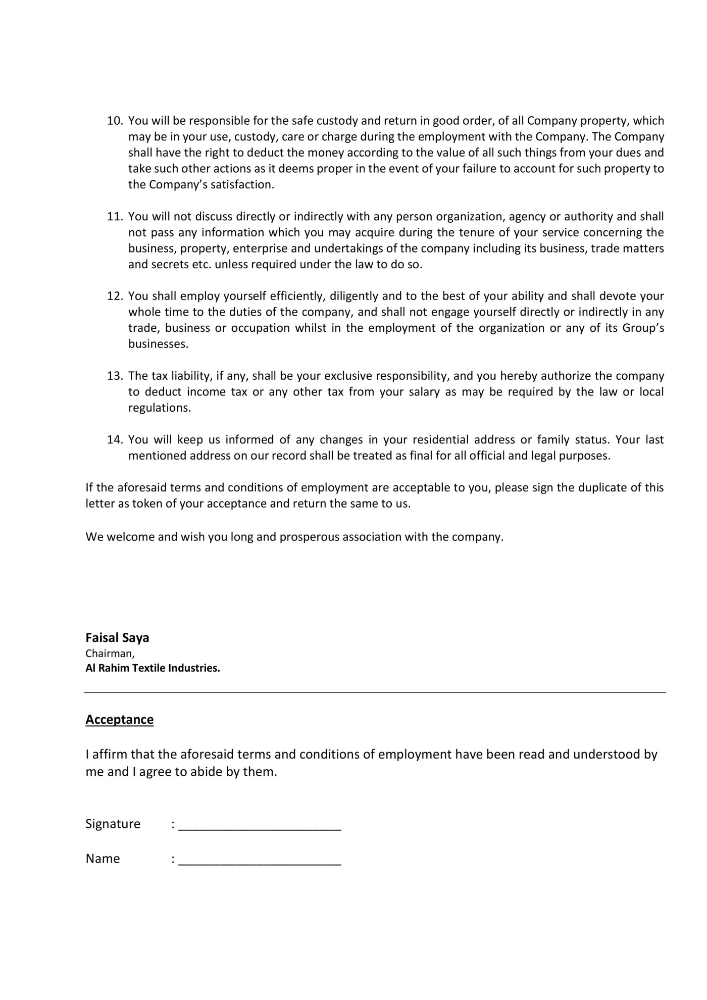 10. You will be responsible for the safe custody and return in good order, of all Company property, which
may be in your use, custody, care or charge during the employment with the Company. The Company
shall have the right to deduct the money according to the value of all such things from your dues and
take such other actions as it deems proper in the event of your failure to account for such property to
the Company’s satisfaction.
11. You will not discuss directly or indirectly with any person organization, agency or authority and shall
not pass any information which you may acquire during the tenure of your service concerning the
business, property, enterprise and undertakings of the company including its business, trade matters
and secrets etc. unless required under the law to do so.
12. You shall employ yourself efficiently, diligently and to the best of your ability and shall devote your
whole time to the duties of the company, and shall not engage yourself directly or indirectly in any
trade, business or occupation whilst in the employment of the organization or any of its Group’s
businesses.
13. The tax liability, if any, shall be your exclusive responsibility, and you hereby authorize the company
to deduct income tax or any other tax from your salary as may be required by the law or local
regulations.
14. You will keep us informed of any changes in your residential address or family status. Your last
mentioned address on our record shall be treated as final for all official and legal purposes.
If the aforesaid terms and conditions of employment are acceptable to you, please sign the duplicate of this
letter as token of your acceptance and return the same to us.
We welcome and wish you long and prosperous association with the company.
Faisal Saya
Chairman,
Al Rahim Textile Industries.
Acceptance
I affirm that the aforesaid terms and conditions of employment have been read and understood by
me and I agree to abide by them.
Signature : _______________________
Name : _______________________